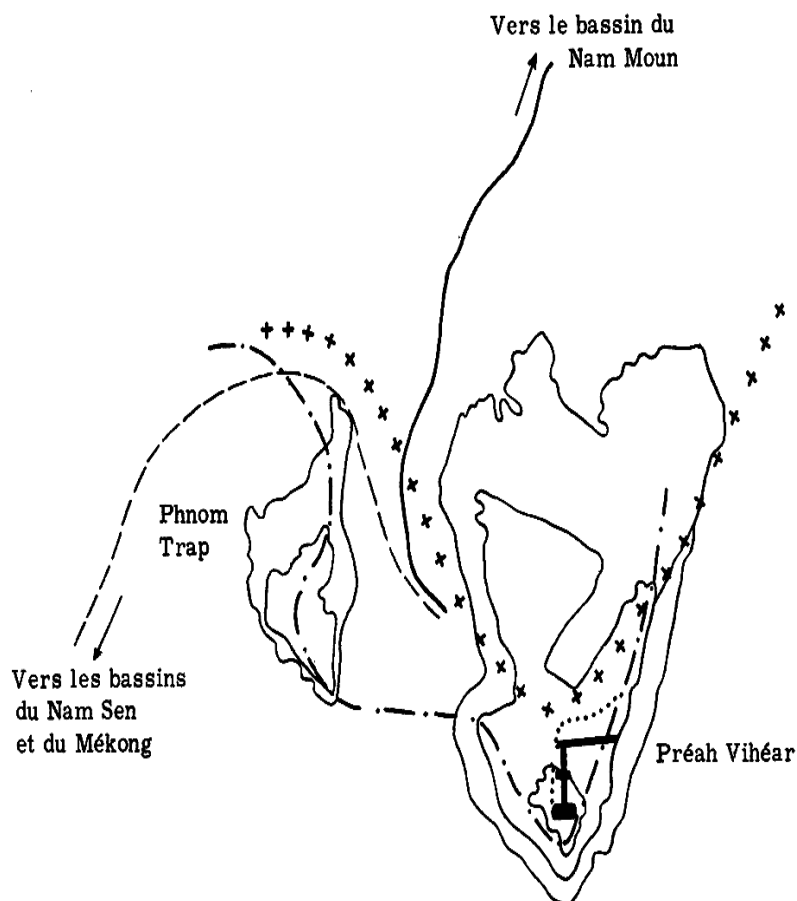 Vers le bassin du
Nam Moun
Phnom
Trap
Vers les bassins
du Nam Sen
et du Mékong
Préah Vihéar